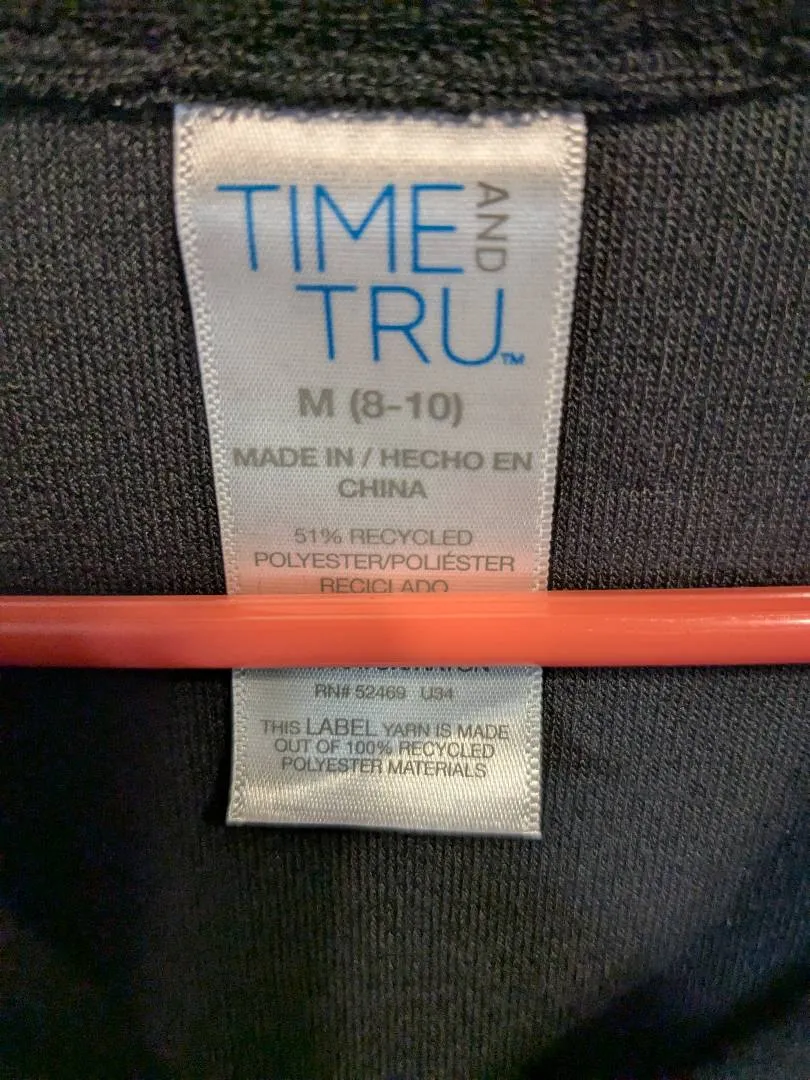 TIME AND
TRU™
M (8-10)
MADE IN / HECHO EN
CHINA
51% RECYCLED
POLYESTER/POLIÉSTER
RECICLADO
RN# 52469 U34
THIS LABEL YARN IS MADE
OUT OF 100% RECYCLED
POLYESTER MATERIALS